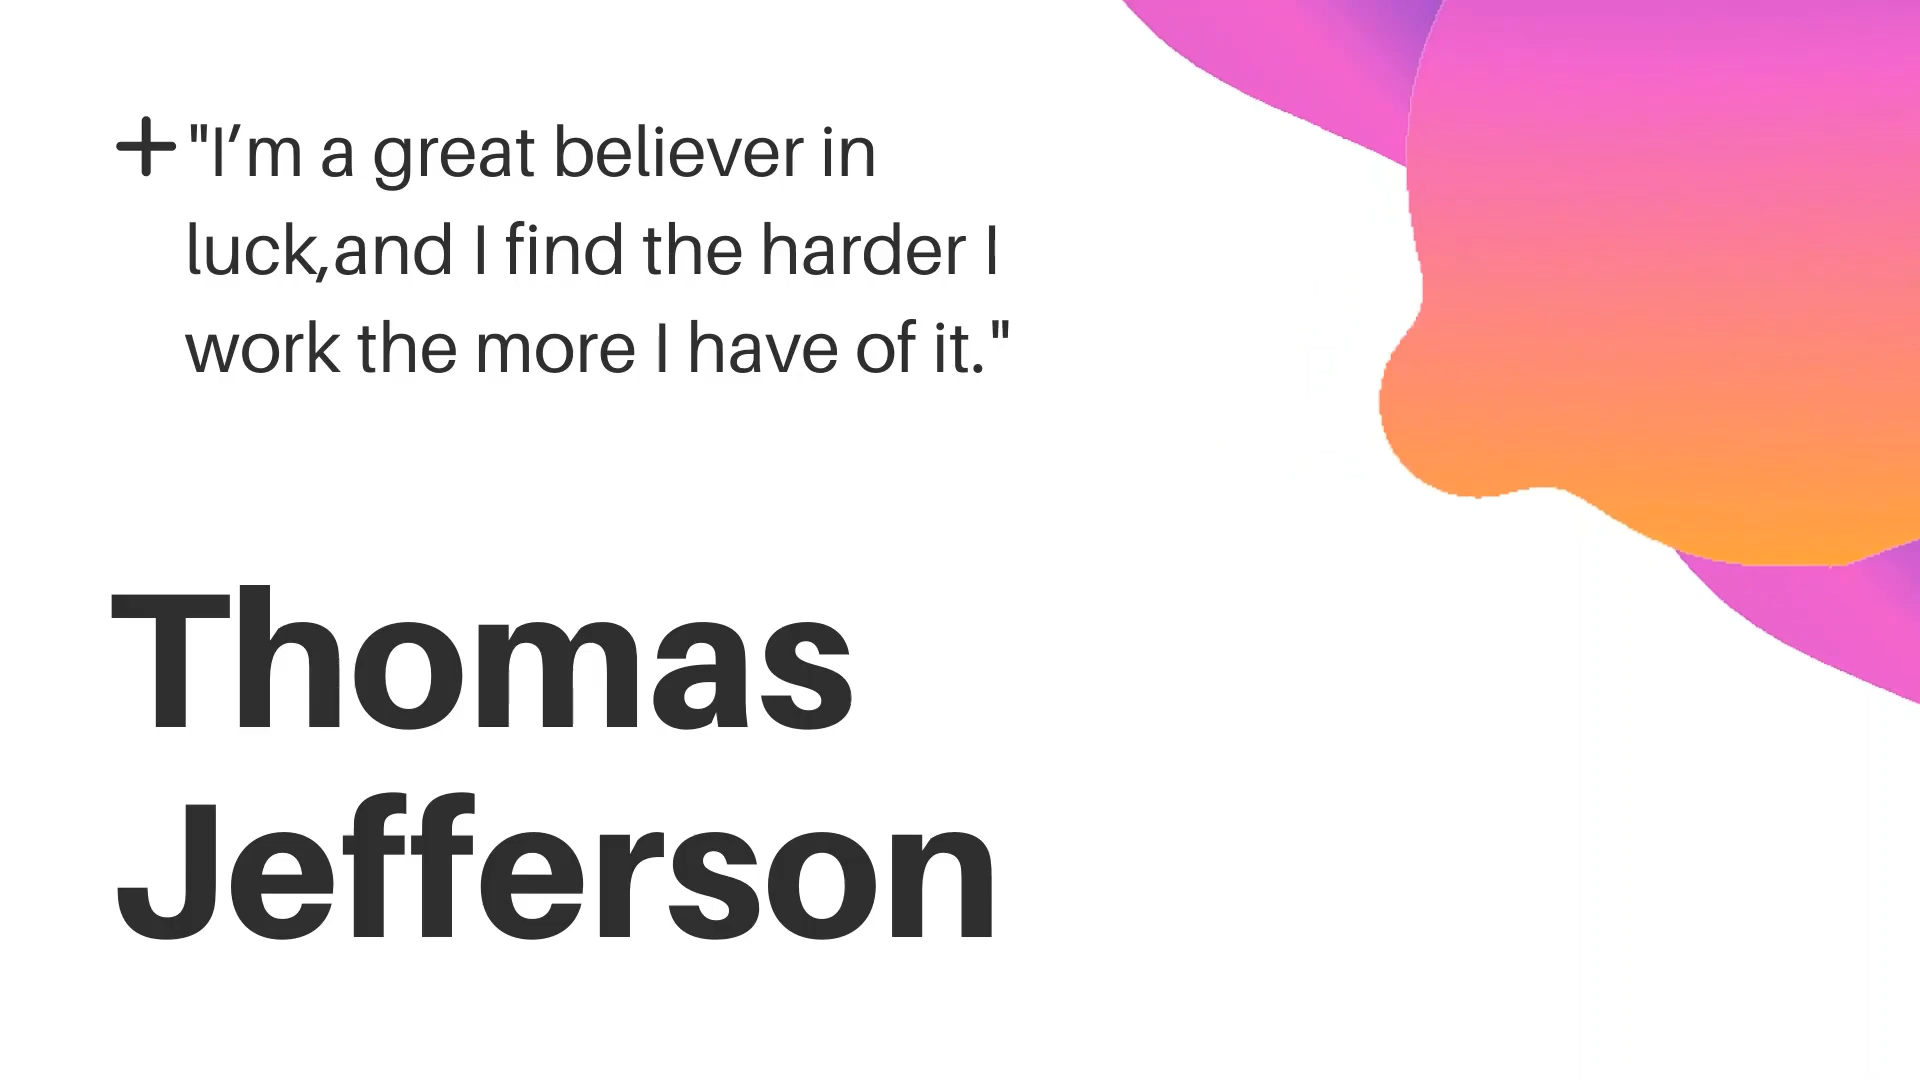 "I’m a great believer in
luck,and I find the harder I
work the more I have of it."
Thomas
Jefferson